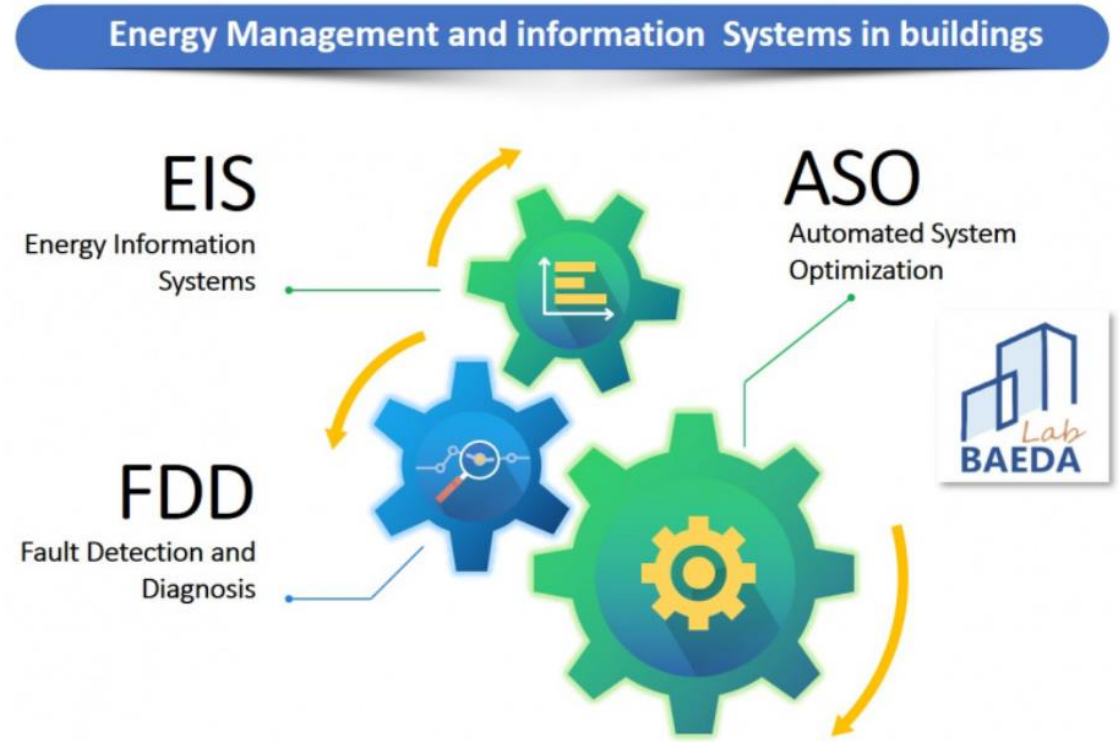 Energy Management and information Systems in buildings
EIS
Energy Information
Systems
ASO
Automated System
Optimization
Lab
BAEDA
FDD
Fault Detection and
Diagnosis